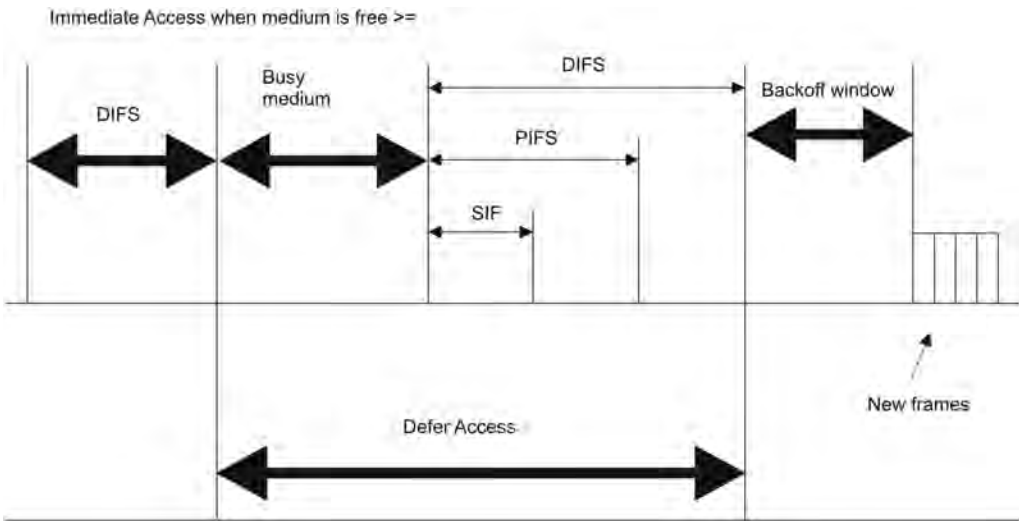 Immediate Access when medium is free >=
DIFS
Busy
medium
DIFS
Backoff window
PIFS
SIF
New frames
Defer Access